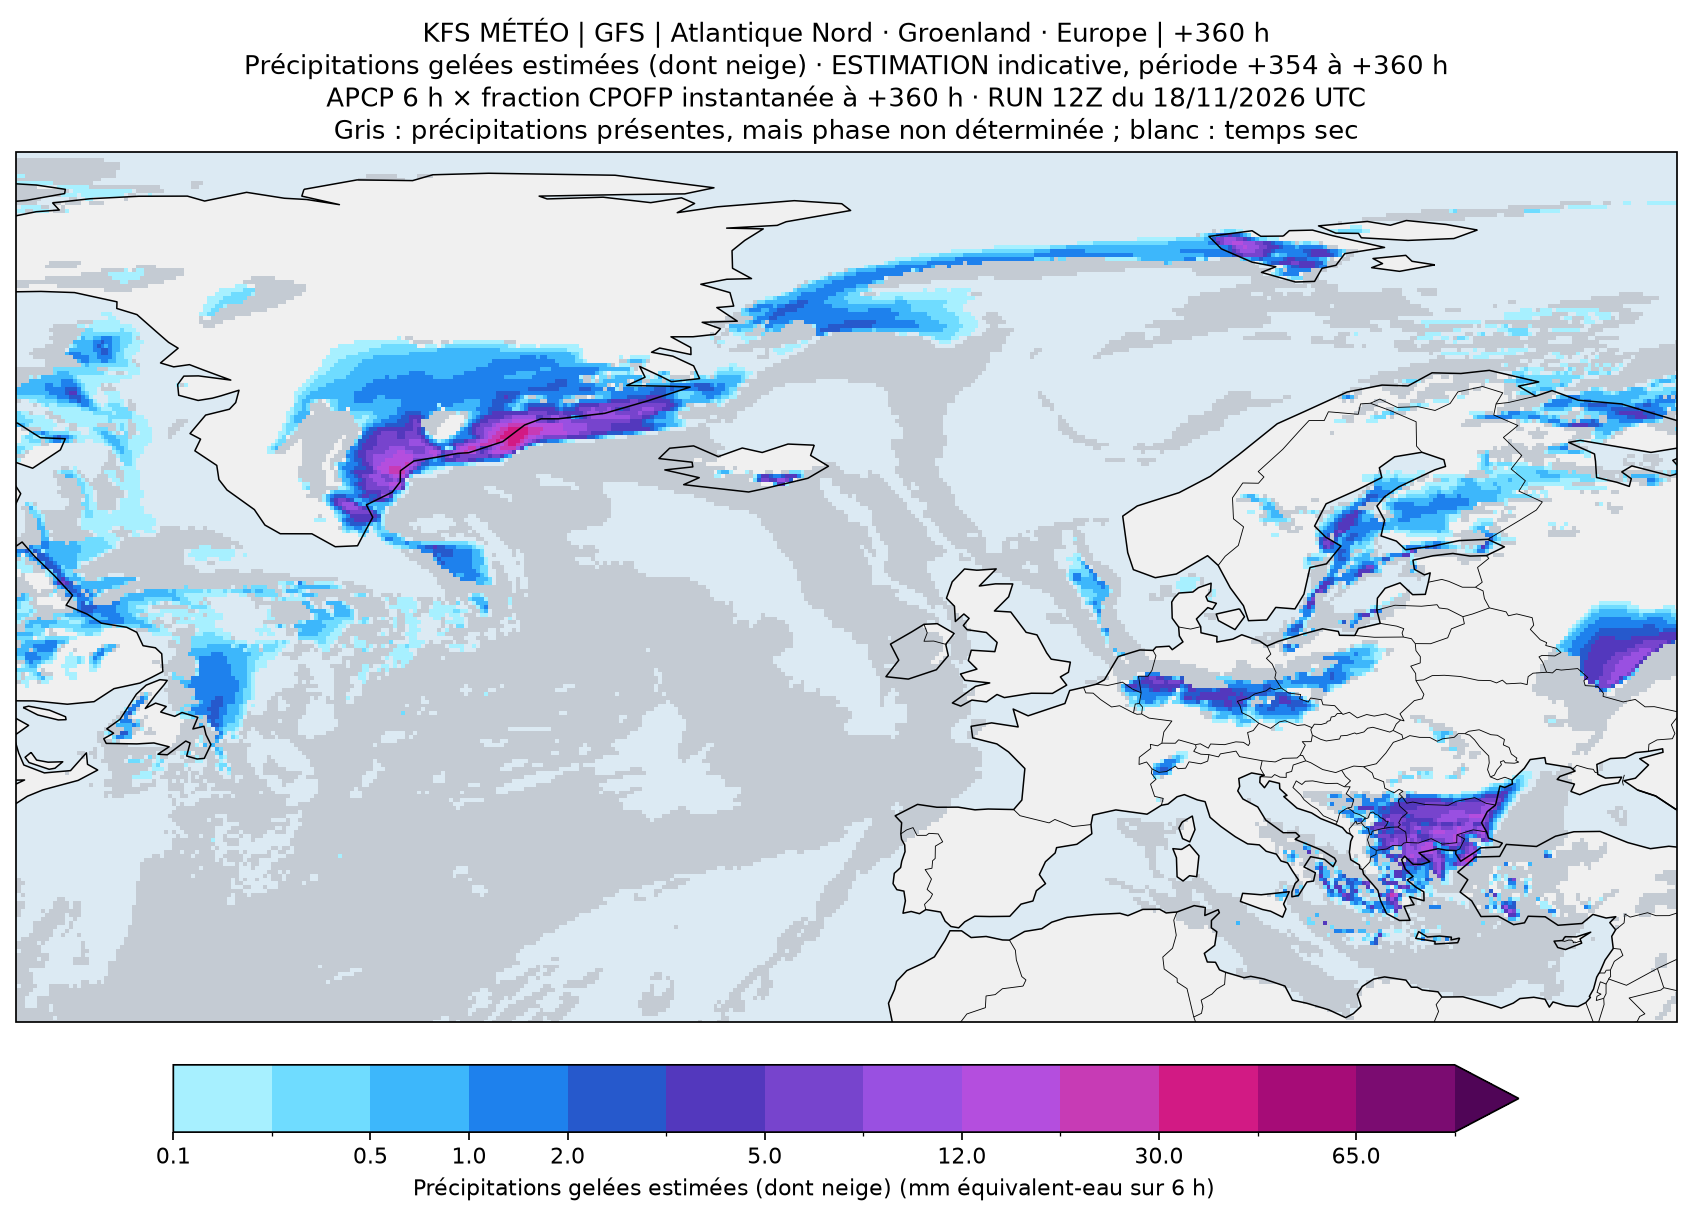 KFS MÉTÉO | GFS | Atlantique Nord · Groenland · Europe | +360 h
Précipitations gelées estimées (dont neige) · ESTIMATION indicative, période +354 à +360 h
APCP 6 h × fraction CPOFP instantanée à +360 h · RUN 12Z du 18/11/2026 UTC
Gris : précipitations présentes, mais phase non déterminée ; blanc : temps sec
0.1 0.5 1.0 2.0 5.0 12.0 30.0 65.0
Précipitations gelées estimées (dont neige) (mm équivalent-eau sur 6 h)